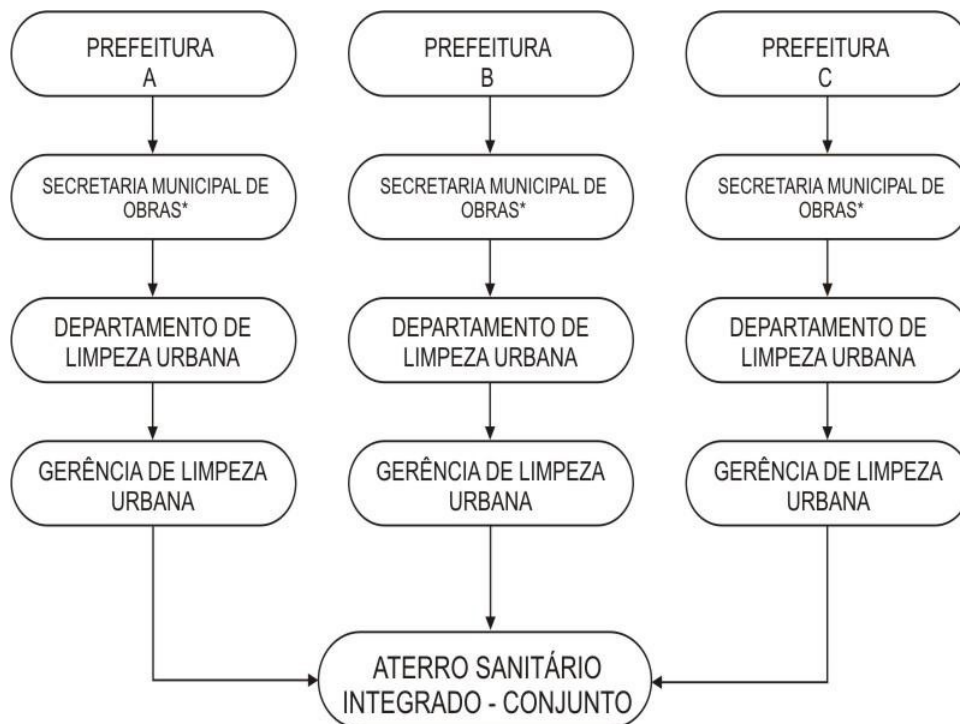 PREFEITURA
A
PREFEITURA
B
PREFEITURA
C
SECRETARIA MUNICIPAL DE
OBRAS*
SECRETARIA MUNICIPAL DE
OBRAS*
SECRETARIA MUNICIPAL DE
OBRAS*
DEPARTAMENTO DE
LIMPEZA URBANA
DEPARTAMENTO DE
LIMPEZA URBANA
DEPARTAMENTO DE
LIMPEZA URBANA
GERÊNCIA DE LIMPEZA
URBANA
GERÊNCIA DE LIMPEZA
URBANA
GERÊNCIA DE LIMPEZA
URBANA
ATERRO SANITÁRIO
INTEGRADO - CONJUNTO